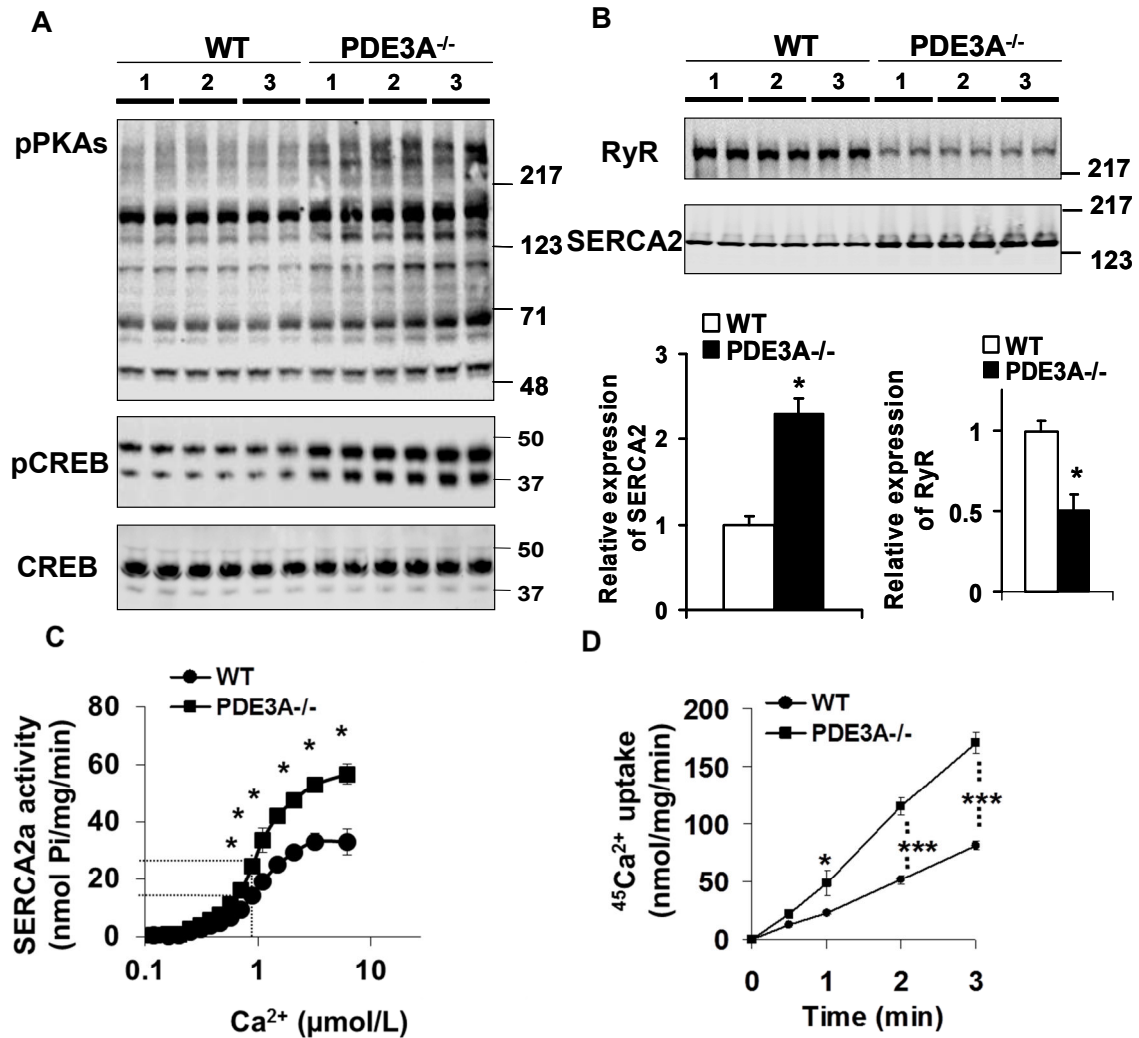 A
WT PDE3A-/-
1 2 3 1 2 3
pPKAs
217
123
71
48
pCREB
50
37
CREB
50
37
B
WT PDE3A-/-
1 2 3 1 2 3
RyR
217
SERCA2
217
123
WT
PDE3A-/-
Relative expression
of SERCA2
3
2
1
0
*
WT
PDE3A-/-
Relative expression
of RyR
1
0.5
0
*
C
WT
PDE3A-/-
SERCA2a activity
(nmol Pi/mg/min)
80
60
40
20
0
* * * * * *
0.1 1 10
Ca2+ (µmol/L)
D
WT
PDE3A-/-
45Ca2+ uptake
(nmol/mg/min)
200
150
100
50
0
*
***
***
0 1 2 3
Time (min)